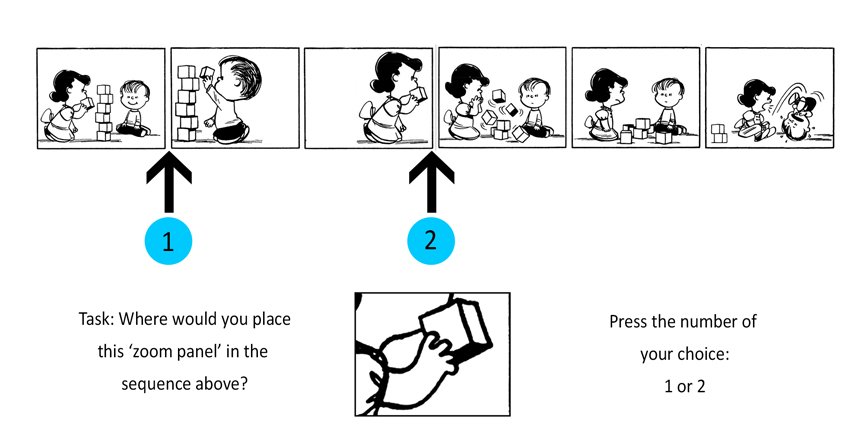 1
2
Task: Where would you place
this ‘zoom panel’ in the
sequence above?
Press the number of
your choice:
1 or 2